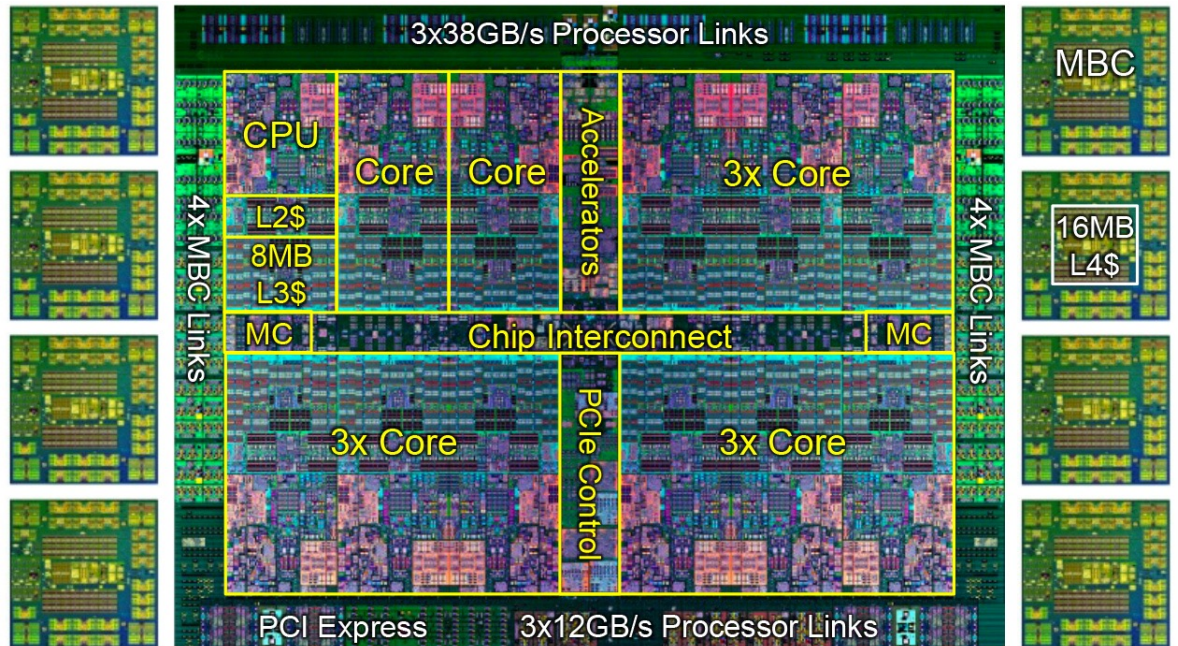 3x38GB/s Processor Links
MBC
CPU
Core
Core
Accelerators
3x Core
4x MBC Links
L2$
8MB
L3$
4x MBC Links
16MB
L4$
MC
Chip Interconnect
MC
3x Core
PCIe Control
3x Core
PCI Express
3x12GB/s Processor Links